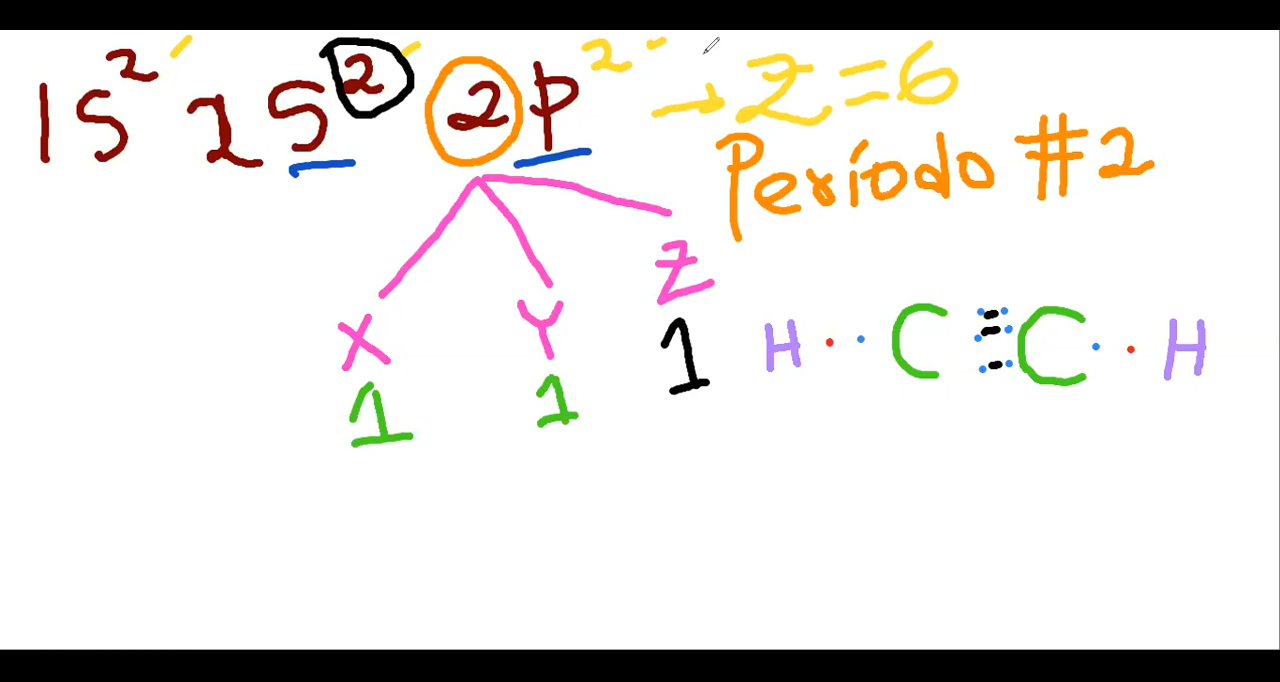 1S² 2S² 2P² → Z=6
Período #2
X Y Z
1 1 1
H · · C ≡ C · · H